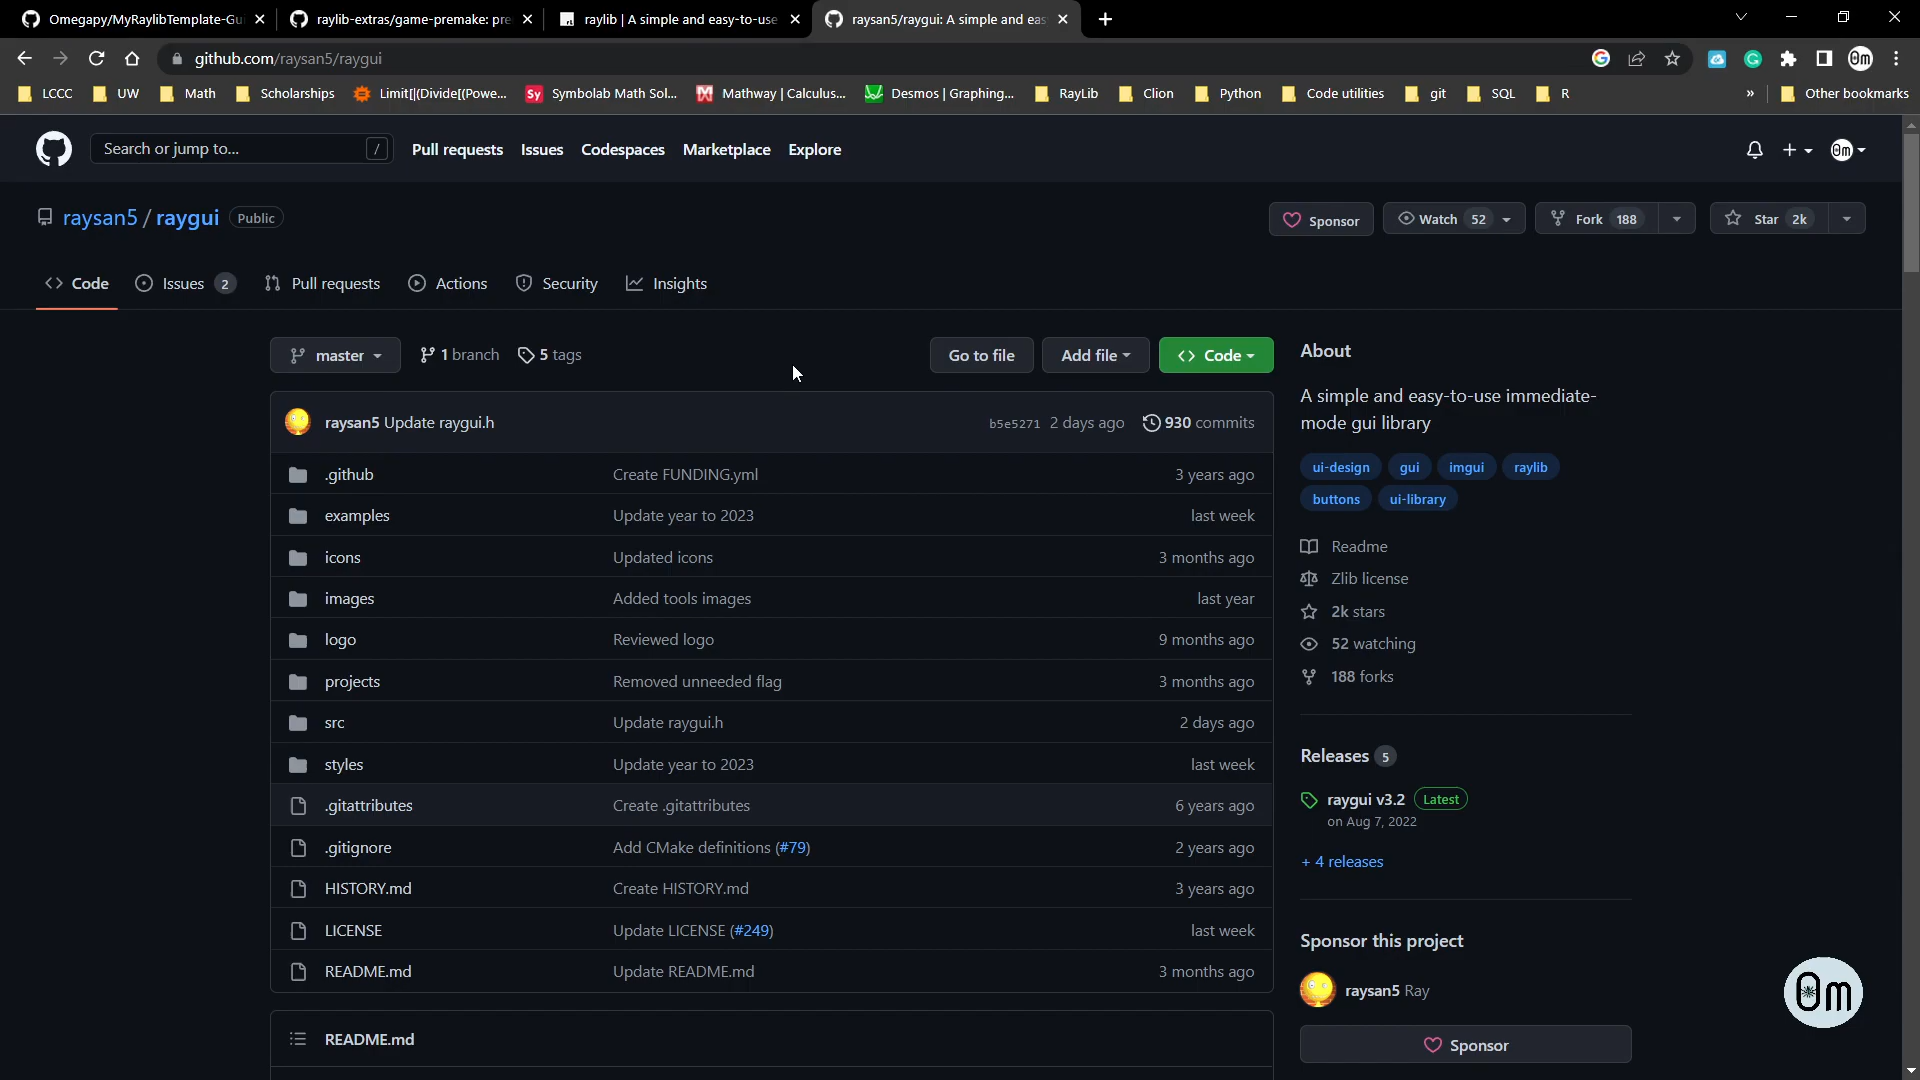 Omegapy/MyRaylibTemplate-Gui
raylib-extras/game-premake: pre
raylib | A simple and easy-to-use
raysan5/raygui: A simple and eas
github.com/raysan5/raygui
LCCC
UW
Math
Scholarships
Limit[|(Divide[(Powe...
Sy Symbolab Math Sol...
Mathway | Calculus...
Desmos | Graphing...
RayLib
Clion
Python
Code utilities
git
SQL
R
»
Other bookmarks
Search or jump to... /
Pull requests
Issues
Codespaces
Marketplace
Explore
0m
raysan5 / raygui Public
Sponsor
Watch 52
Fork 188
Star 2k
Code
Issues 2
Pull requests
Actions
Security
Insights
master
1 branch
5 tags
Go to file
Add file
Code
raysan5 Update raygui.h b5e5271 2 days ago 930 commits
.github Create FUNDING.yml 3 years ago
examples Update year to 2023 last week
icons Updated icons 3 months ago
images Added tools images last year
logo Reviewed logo 9 months ago
projects Removed unneeded flag 3 months ago
src Update raygui.h 2 days ago
styles Update year to 2023 last week
.gitattributes Create .gitattributes 6 years ago
.gitignore Add CMake definitions (#79) 2 years ago
HISTORY.md Create HISTORY.md 3 years ago
LICENSE Update LICENSE (#249) last week
README.md Update README.md 3 months ago
README.md
About
A simple and easy-to-use immediate-
mode gui library
ui-design gui imgui raylib
buttons ui-library
Readme
Zlib license
2k stars
52 watching
188 forks
Releases 5
raygui v3.2 Latest
on Aug 7, 2022
+ 4 releases
Sponsor this project
raysan5 Ray
Sponsor
0m